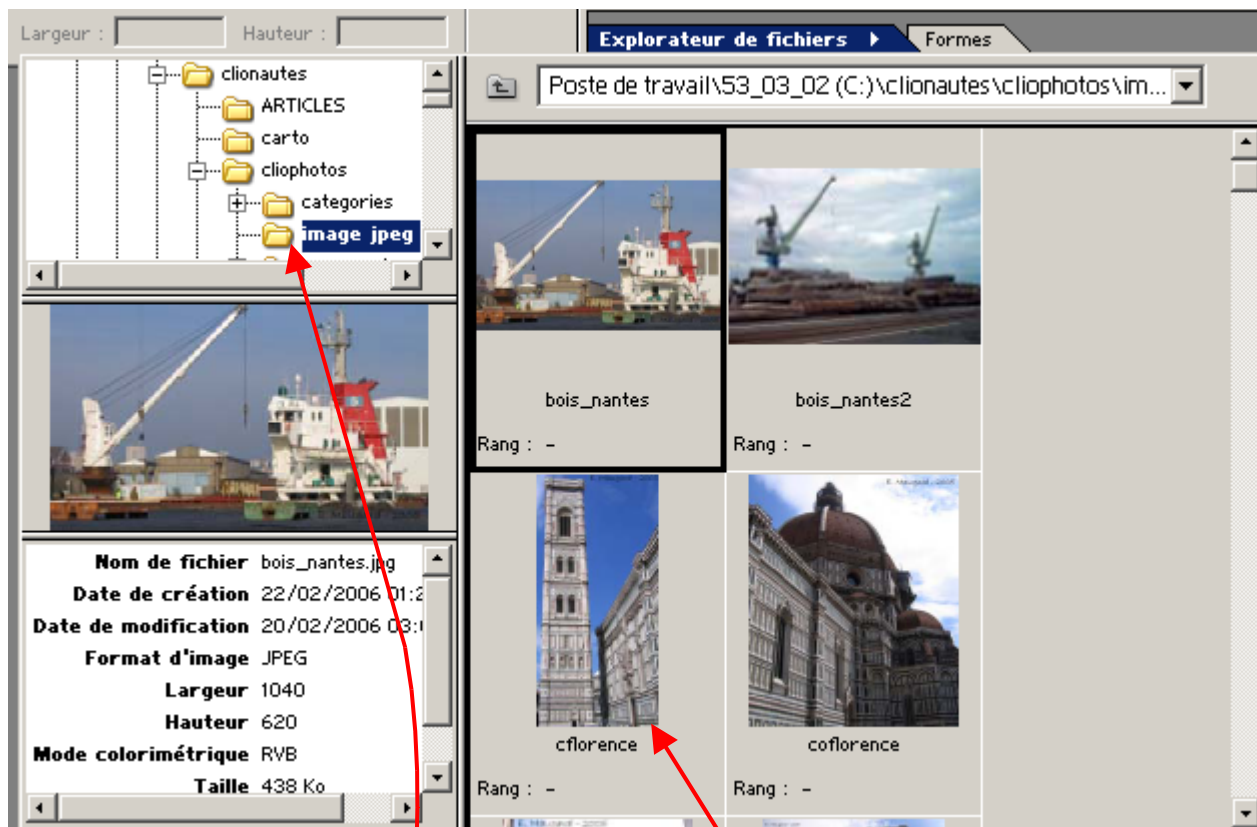 Largeur :
Hauteur :
Explorateur de fichiers
Formes
clionautes
ARTICLES
carto
cliophotos
categories
image jpeg
Poste de travail\53_03_02 (C:)\clionautes\cliophotos\im...
bois_nantes
bois_nantes2
Rang : -
Rang : -
cflorence
coflorence
Rang : -
Rang : -
Nom de fichier bois_nantes.jpg
Date de création 22/02/2006 01:2
Date de modification 20/02/2006 03:
Format d'image JPEG
Largeur 1040
Hauteur 620
Mode colorimétrique RVB
Taille 438 Ko